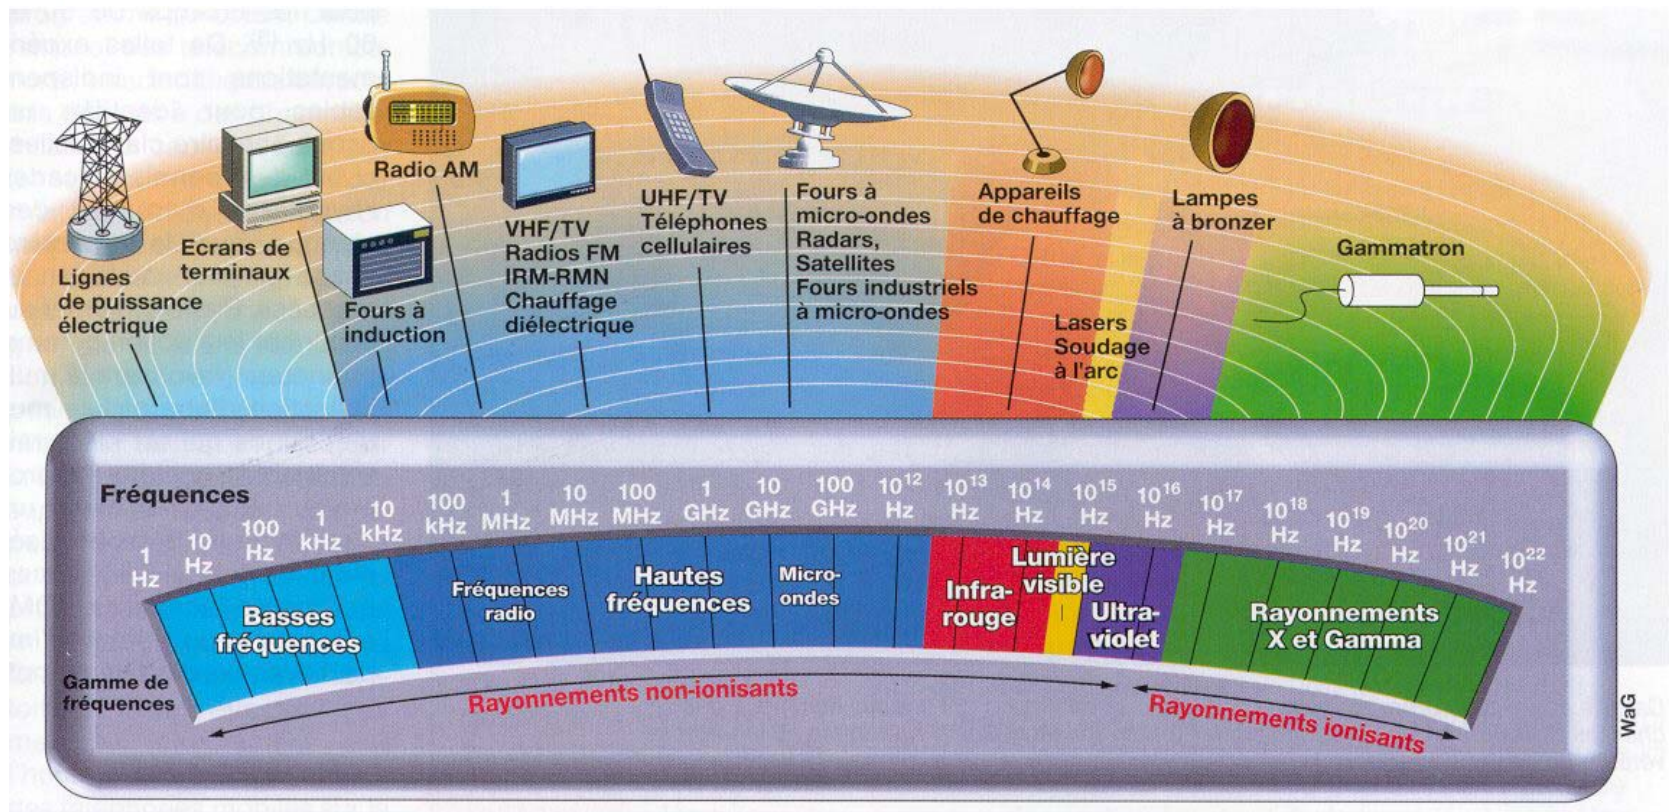 Radio AM
Ecrans de
terminaux
Lignes
de puissance
électrique
Fours à
induction
VHF/TV
Radios FM
IRM-RMN
Chauffage
diélectrique
UHF/TV
Téléphones
cellulaires
Fours à
micro-ondes
Radars,
Satellites
Fours industriels
à micro-ondes
Appareils
de chauffage
Lasers
Soudage
à l'arc
Lampes
à bronzer
Gammatron
Fréquences
1
Hz
10
Hz
100
Hz
1
kHz
10
kHz
100
kHz
1
MHz
10
MHz
100
MHz
1
GHz
10
GHz
100
GHz
10¹²
Hz
10¹³
Hz
10¹⁴
Hz
10¹⁵
Hz
10¹⁶
Hz
10¹⁷
Hz
10¹⁸
Hz
10¹⁹
Hz
10²⁰
Hz
10²¹
Hz
10²²
Hz
Basses
fréquences
Fréquences
radio
Hautes
fréquences
Micro-
ondes
Infra-
rouge
Lumière
visible
Ultra-
violet
Rayonnements
X et Gamma
Gamme de
fréquences
Rayonnements non-ionisants
Rayonnements ionisants
WaG